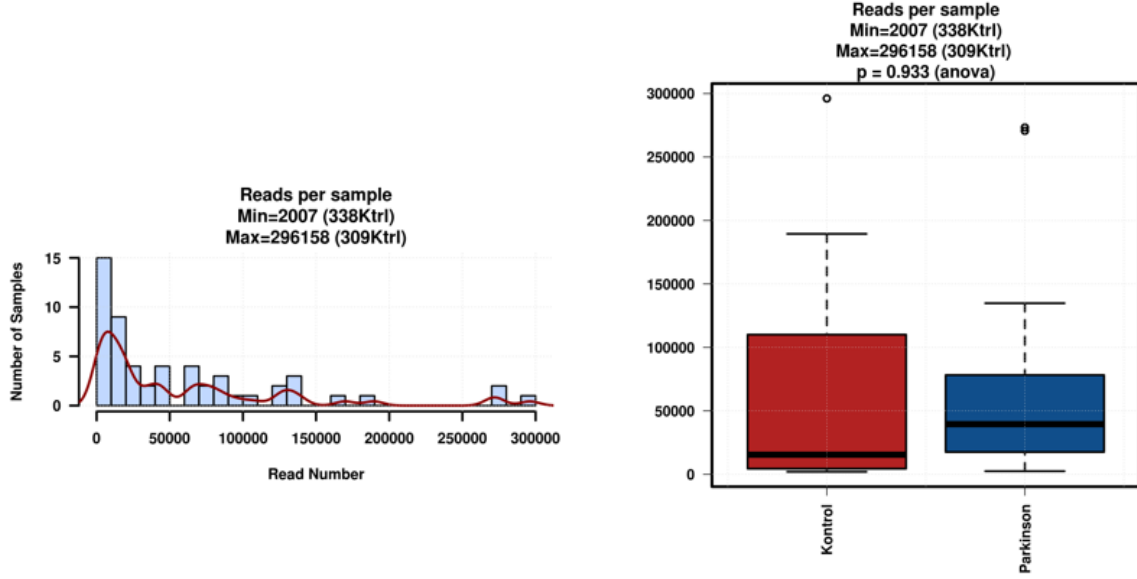 Reads per sample
Min=2007 (338Ktrl)
Max=296158 (309Ktrl)
Number of Samples
15
10
5
0
0 50000 100000 150000 200000 250000 300000
Read Number
Reads per sample
Min=2007 (338Ktrl)
Max=296158 (309Ktrl)
p = 0.933 (anova)
300000
250000
200000
150000
100000
50000
0
Kontrol
Parkinson